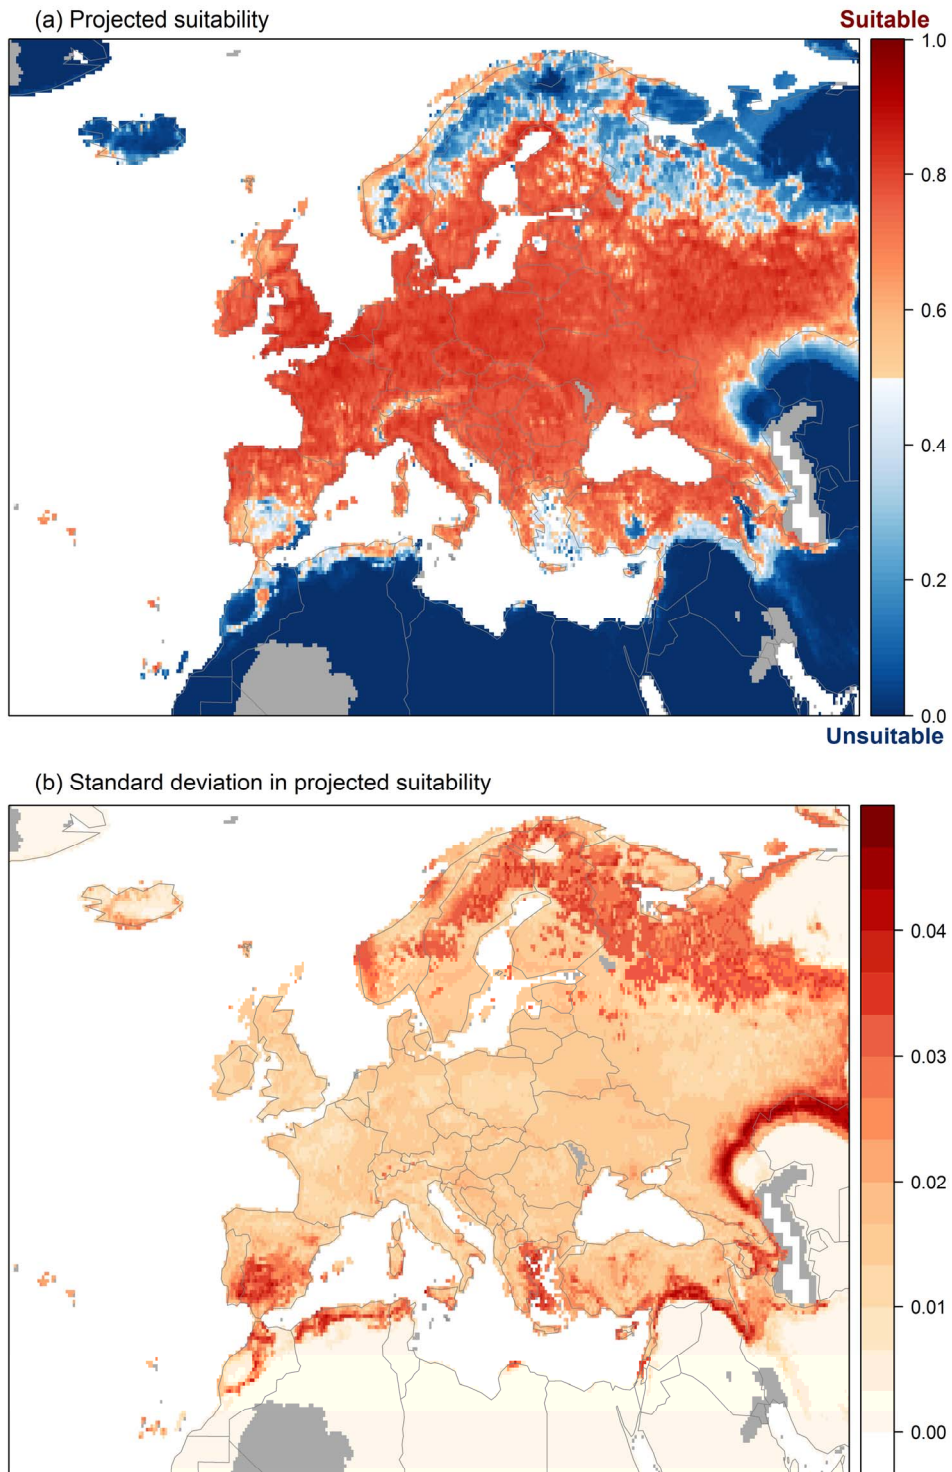 (a) Projected suitability
Suitable
1.0
0.8
0.6
0.4
0.2
0.0
Unsuitable
(b) Standard deviation in projected suitability
0.04
0.03
0.02
0.01
0.00